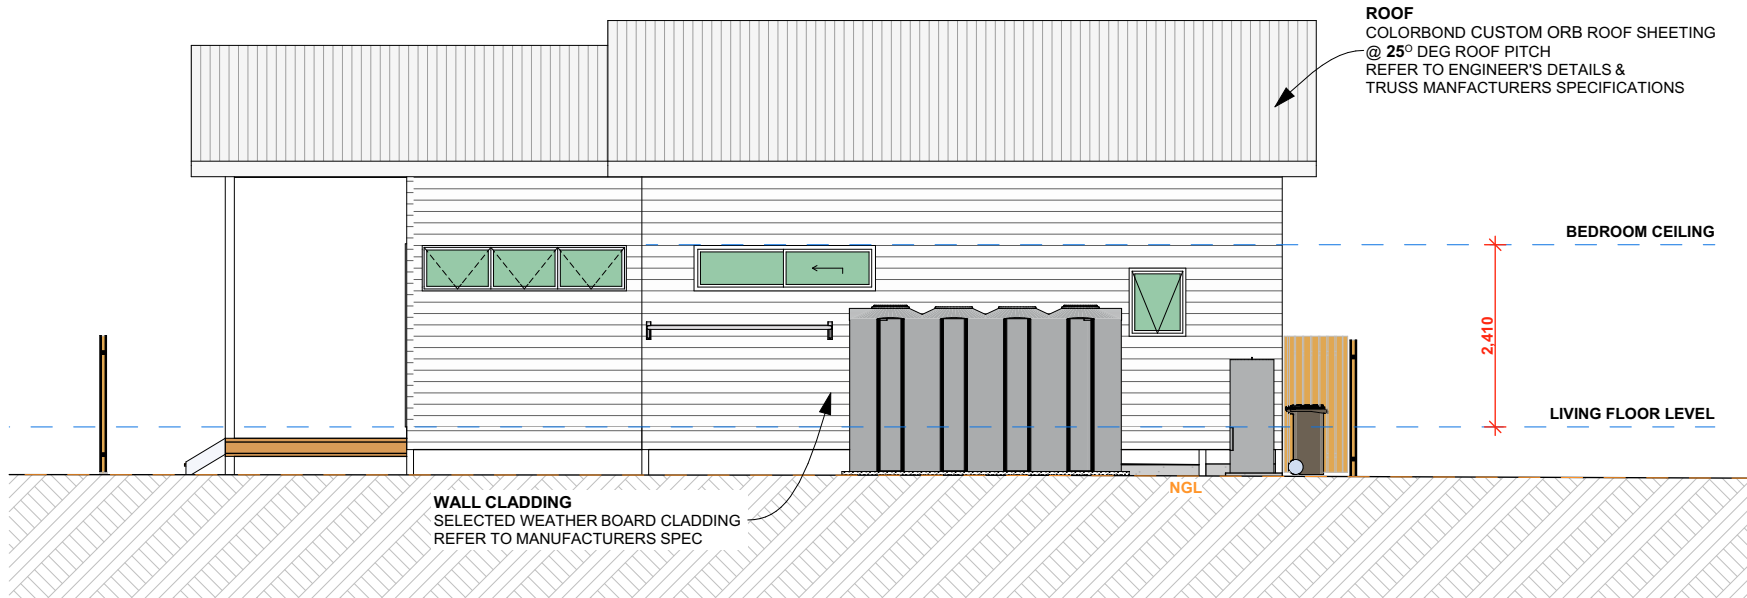 ROOF
COLORBOND CUSTOM ORB ROOF SHEETING
@ 25° DEG ROOF PITCH
REFER TO ENGINEER'S DETAILS &
TRUSS MANFACTURERS SPECIFICATIONS
BEDROOM CEILING
2,410
LIVING FLOOR LEVEL
NGL
WALL CLADDING
SELECTED WEATHER BOARD CLADDING
REFER TO MANUFACTURERS SPEC